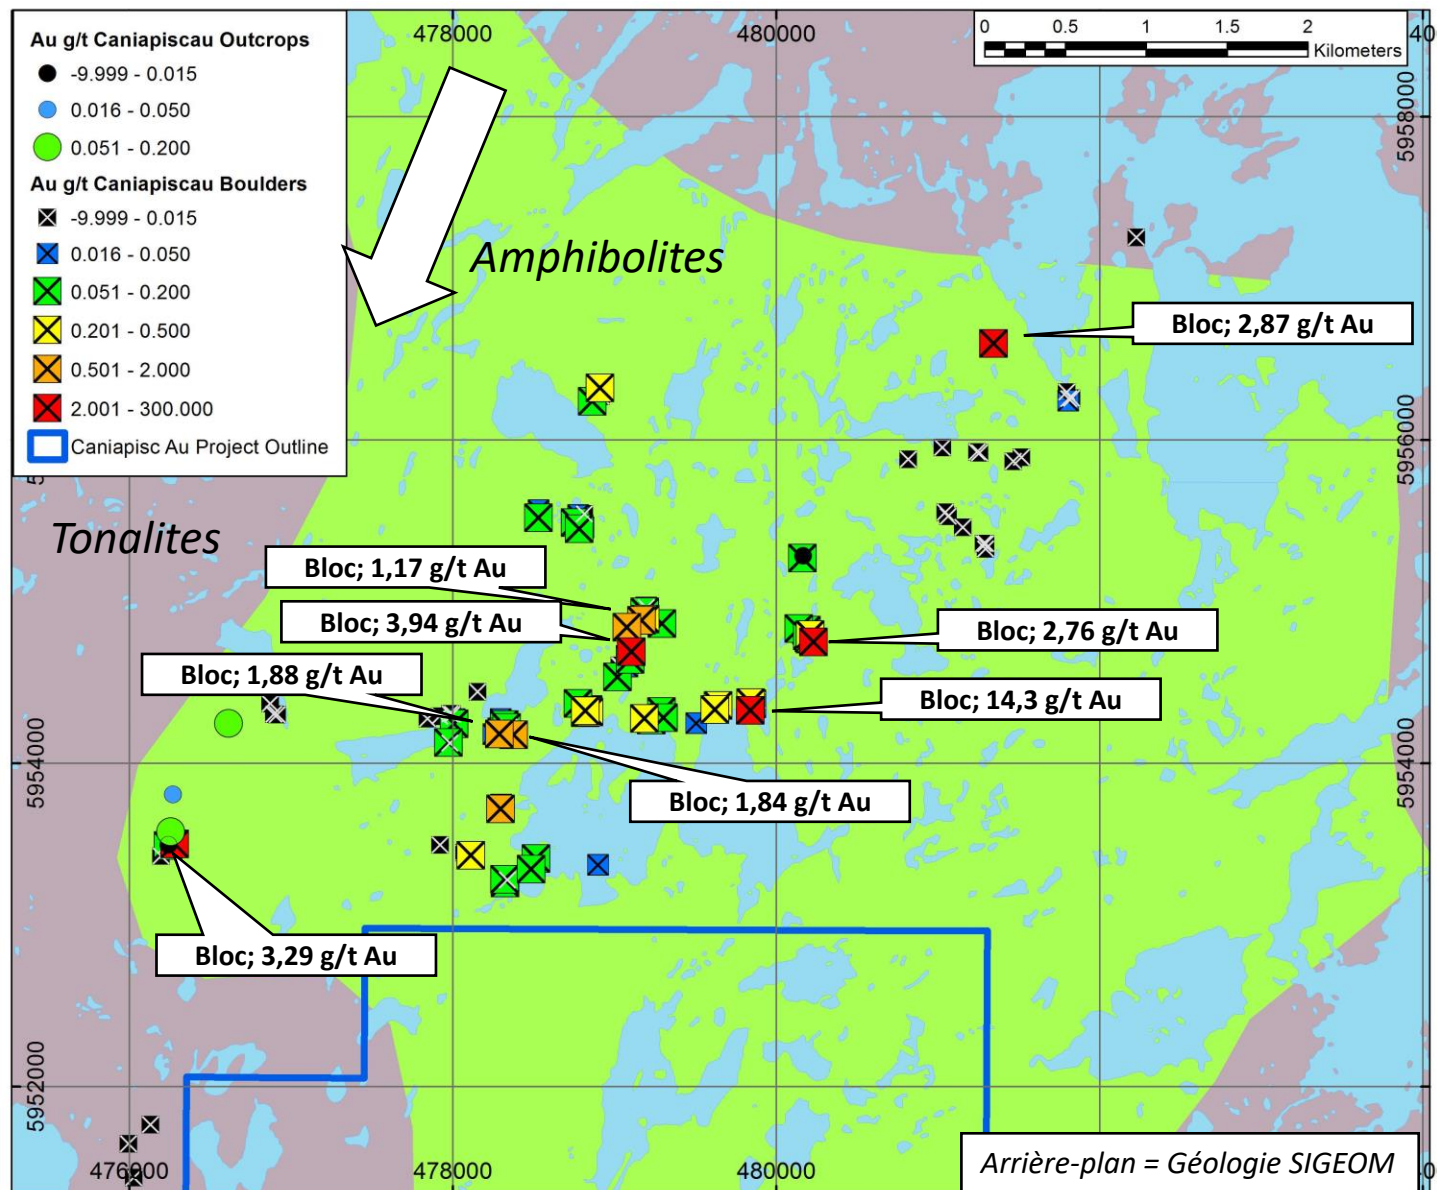 Au g/t Caniapiscau Outcrops
-9.999 - 0.015
0.016 - 0.050
0.051 - 0.200
Au g/t Caniapiscau Boulders
-9.999 - 0.015
0.016 - 0.050
0.051 - 0.200
0.201 - 0.500
0.501 - 2.000
2.001 - 300.000
Caniapisc Au Project Outline
478000
480000
0 0.5 1 1.5 2
Kilometers
5958000
Amphibolites
Bloc; 2,87 g/t Au
5956000
Tonalites
Bloc; 1,17 g/t Au
Bloc; 3,94 g/t Au
Bloc; 2,76 g/t Au
Bloc; 1,88 g/t Au
Bloc; 14,3 g/t Au
5954000
5954000
Bloc; 1,84 g/t Au
Bloc; 3,29 g/t Au
5952000
5952000
476000
478000
480000
Arrière-plan = Géologie SIGEOM